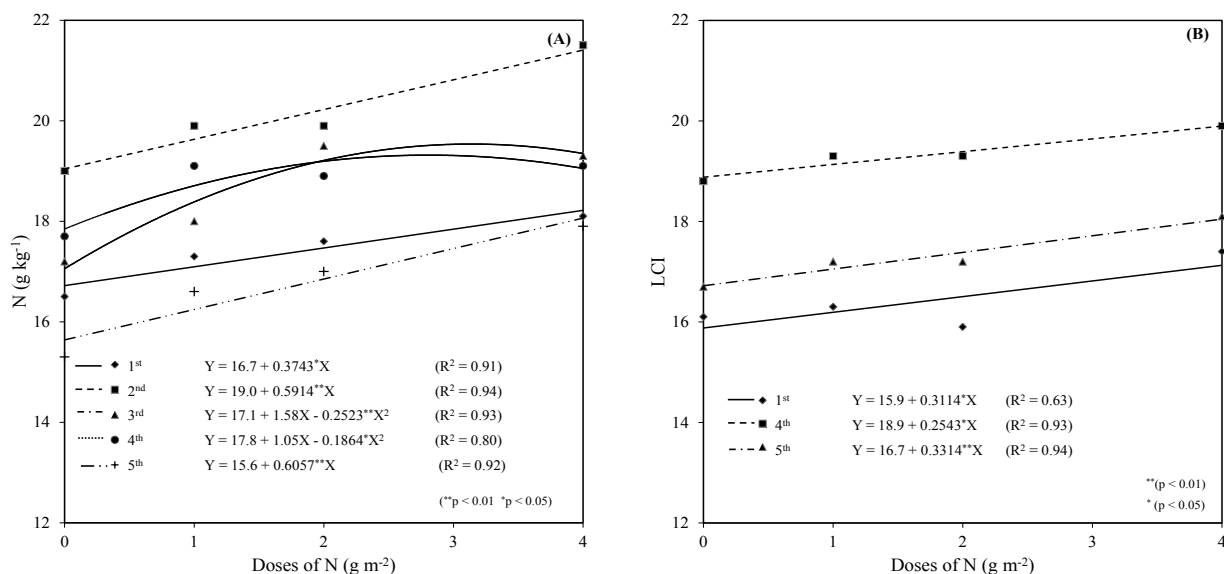 (A)
22
20
18
16
14
12
N (g kg⁻¹)
1ˢᵗ Y = 16.7 + 0.3743*X (R² = 0.91)
2ⁿᵈ Y = 19.0 + 0.5914**X (R² = 0.94)
3ʳᵈ Y = 17.1 + 1.58X - 0.2523**X² (R² = 0.93)
4ᵗʰ Y = 17.8 + 1.05X - 0.1864*X² (R² = 0.80)
5ᵗʰ Y = 15.6 + 0.6057**X (R² = 0.92)
(**p < 0.01 *p < 0.05)
0 1 2 3 4
Doses of N (g m⁻²)
(B)
22
20
18
16
14
12
LCI
1ˢᵗ Y = 15.9 + 0.3114*X (R² = 0.63)
4ᵗʰ Y = 18.9 + 0.2543*X (R² = 0.93)
5ᵗʰ Y = 16.7 + 0.3314**X (R² = 0.94)
**(p < 0.01)
* (p < 0.05)
0 1 2 3 4
Doses of N (g m⁻²)